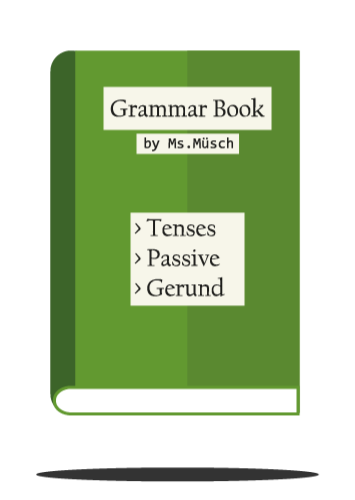 Grammar Book
by Ms.Müsch
› Tenses
› Passive
› Gerund